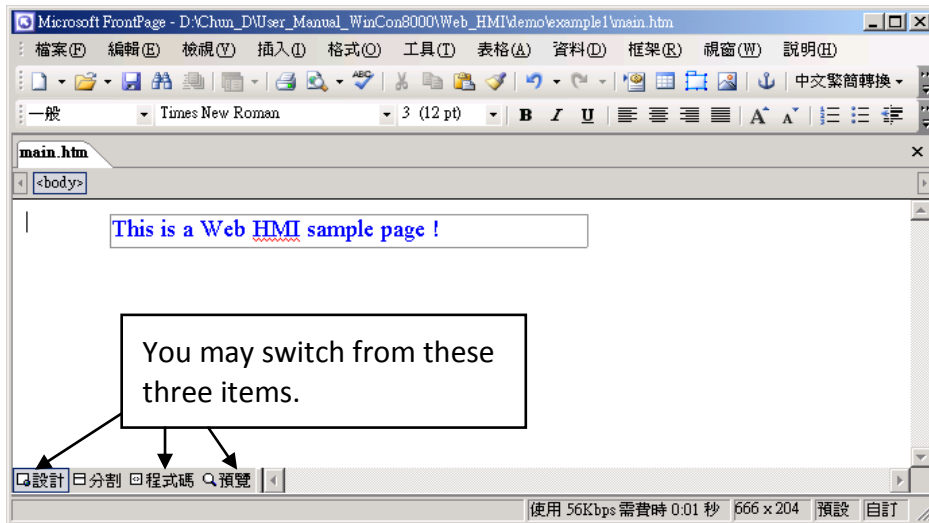 Microsoft FrontPage - D:\Chun_D\User_Manual_WinCon8000\Web_HMI\demo\example1\main.htm
檔案(F) 編輯(E) 檢視(V) 插入(I) 格式(O) 工具(T) 表格(A) 資料(D) 框架(R) 視窗(W) 說明(H)
中文繁簡轉換
一般 Times New Roman 3 (12 pt) B I U A A
main.htm
<body>
This is a Web HMI sample page !
You may switch from these
three items.
設計 分割 程式碼 預覽
使用 56Kbps 需費時 0:01 秒 666 x 204 預設 自訂